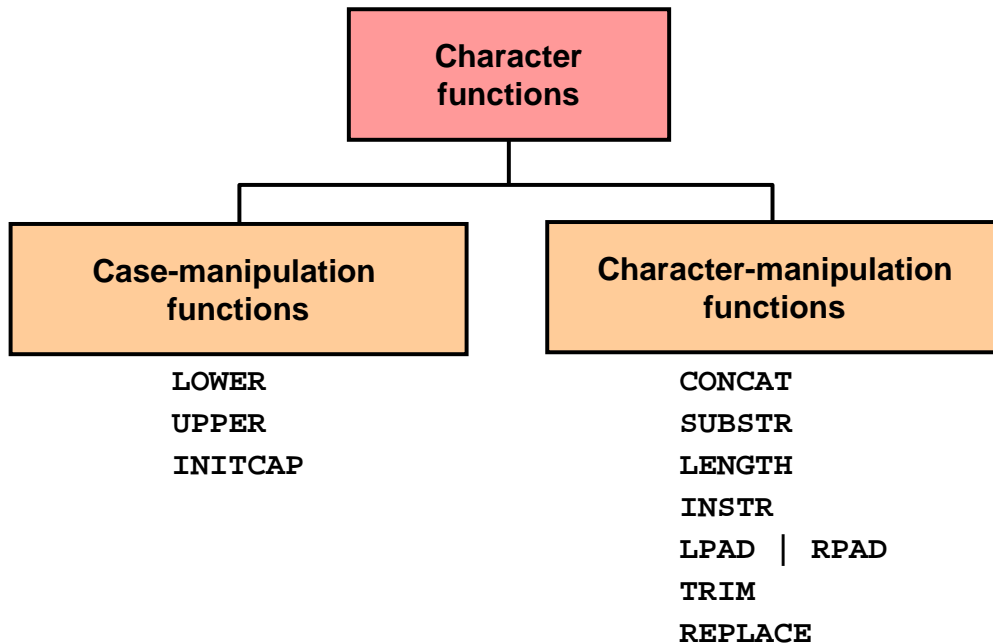 Character
functions
Case-manipulation
functions
Character-manipulation
functions
LOWER
UPPER
INITCAP
CONCAT
SUBSTR
LENGTH
INSTR
LPAD | RPAD
TRIM
REPLACE